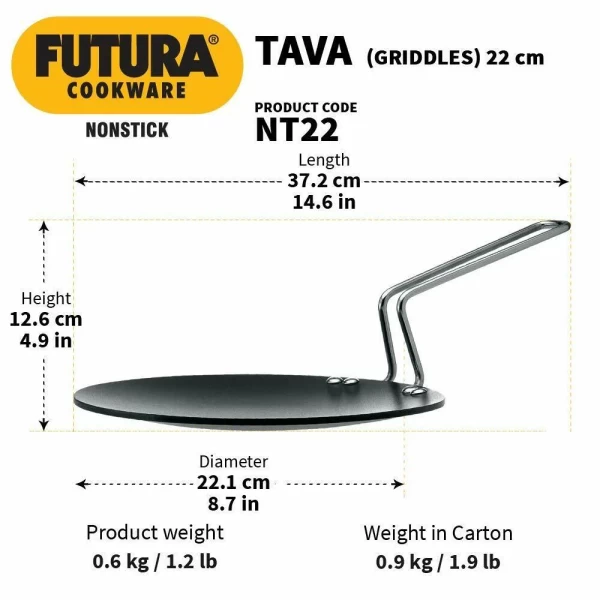 FUTURA®
COOKWARE
NONSTICK
TAVA (GRIDDLES) 22 cm
PRODUCT CODE
NT22
Length
37.2 cm
14.6 in
Height
12.6 cm
4.9 in
Diameter
22.1 cm
8.7 in
Product weight
0.6 kg / 1.2 lb
Weight in Carton
0.9 kg / 1.9 lb